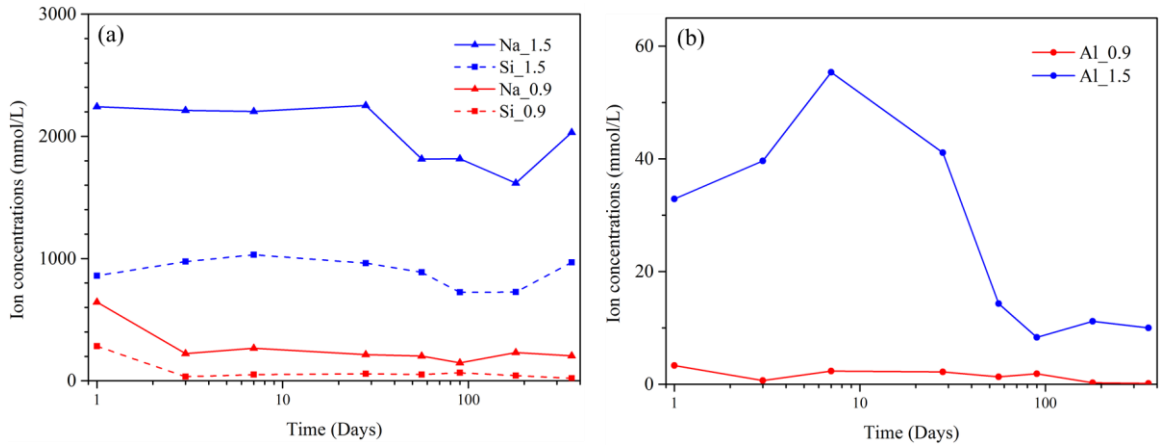 (a)
Ion concentrations (mmol/L)
3000
2000
1000
0
Na_1.5
Si_1.5
Na_0.9
Si_0.9
1
10
100
Time (Days)
(b)
Ion concentrations (mmol/L)
60
40
20
0
Al_0.9
Al_1.5
1
10
100
Time (Days)